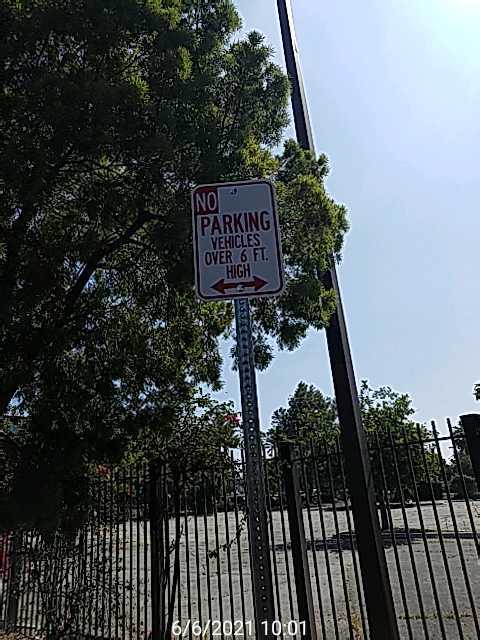 NO
PARKING
VEHICLES
OVER 6 FT.
HIGH
6/6/2021 10:01